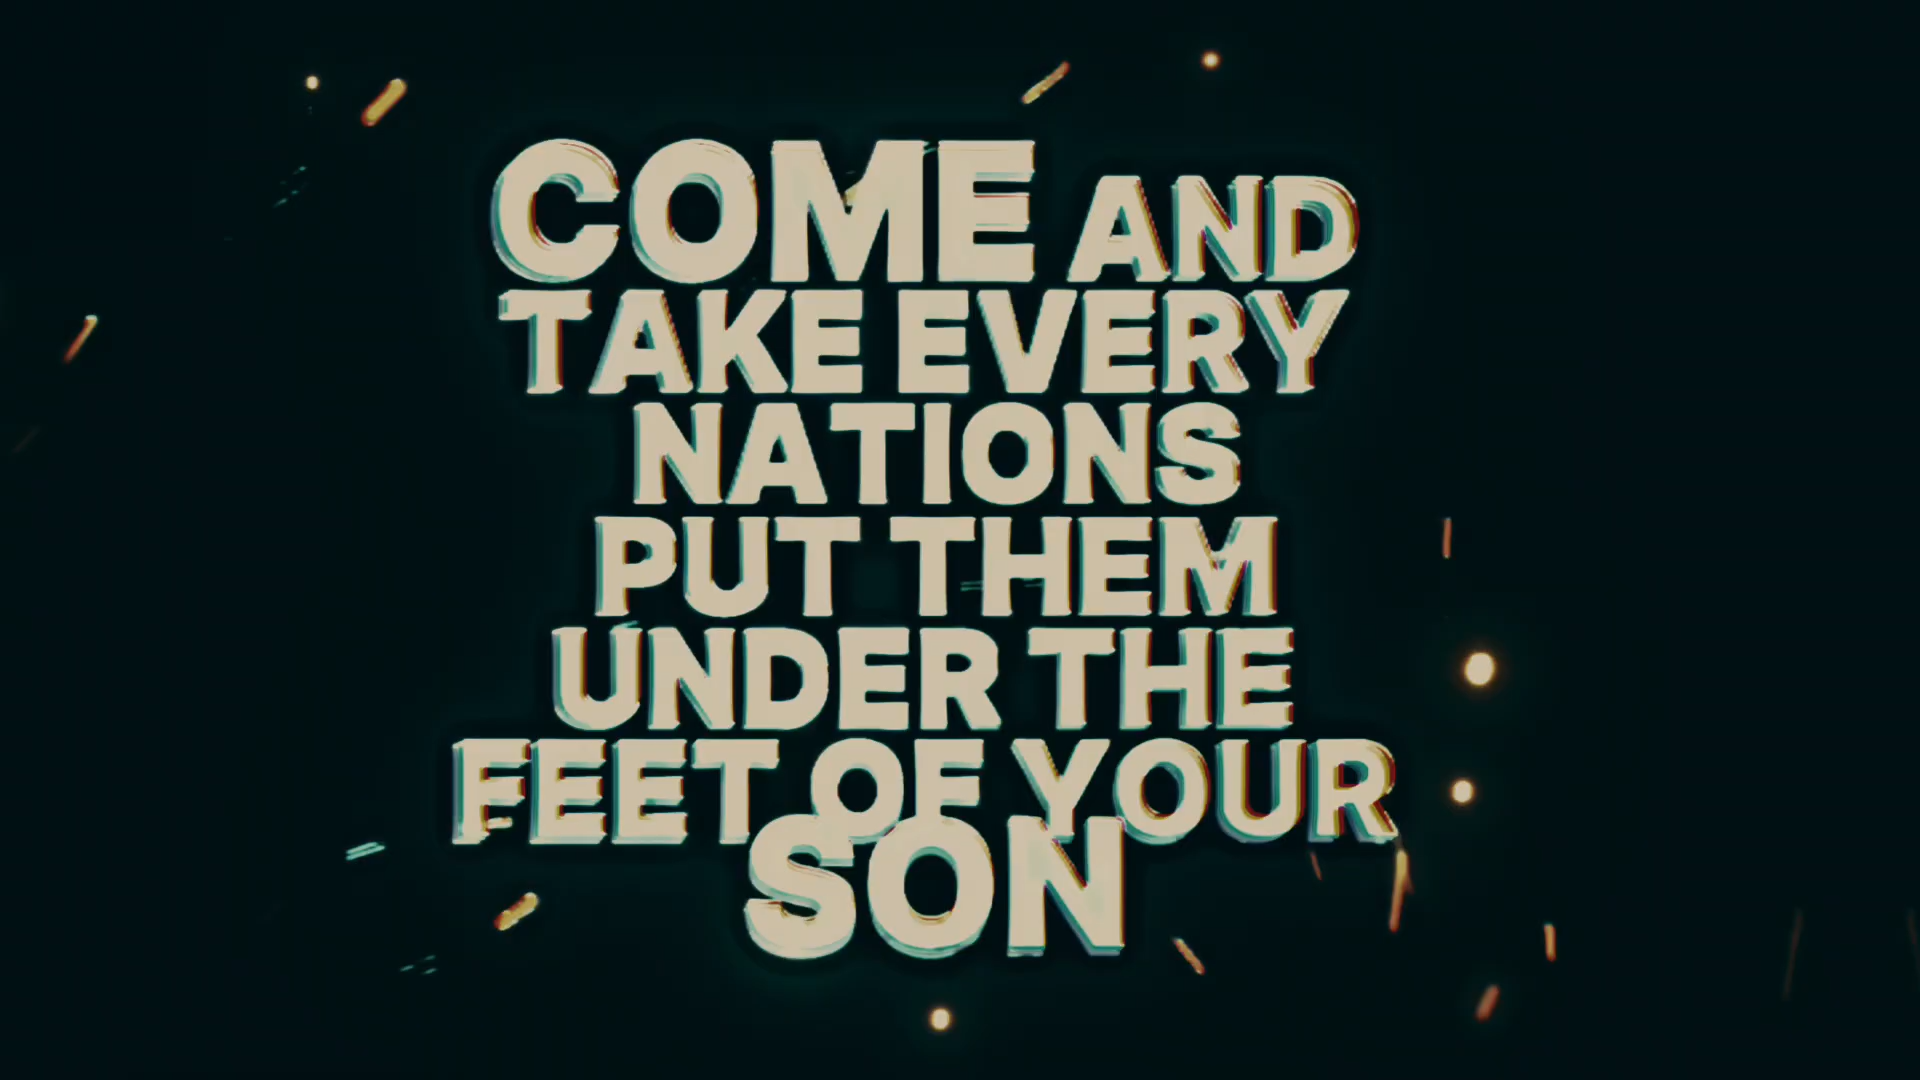 COME AND
TAKE EVERY
NATIONS
PUT THEM
UNDER THE
FEET OF YOUR
SON